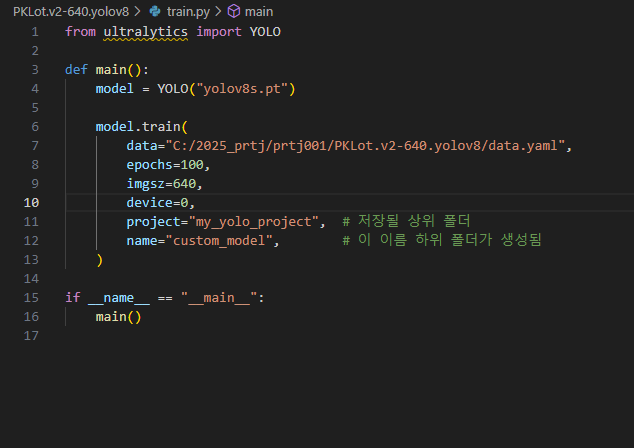 PKLot.v2-640.yolov8 > train.py > main
1 from ultralytics import YOLO
2
3 def main():
4     model = YOLO("yolov8s.pt")
5
6     model.train(
7         data="C:/2025_prtj/prtj001/PKLot.v2-640.yolov8/data.yaml",
8         epochs=100,
9         imgsz=640,
10         device=0,
11         project="my_yolo_project",  # 저장될 상위 폴더
12         name="custom_model",        # 이 이름 하위 폴더가 생성됨
13     )
14
15 if __name__ == "__main__":
16     main()
17